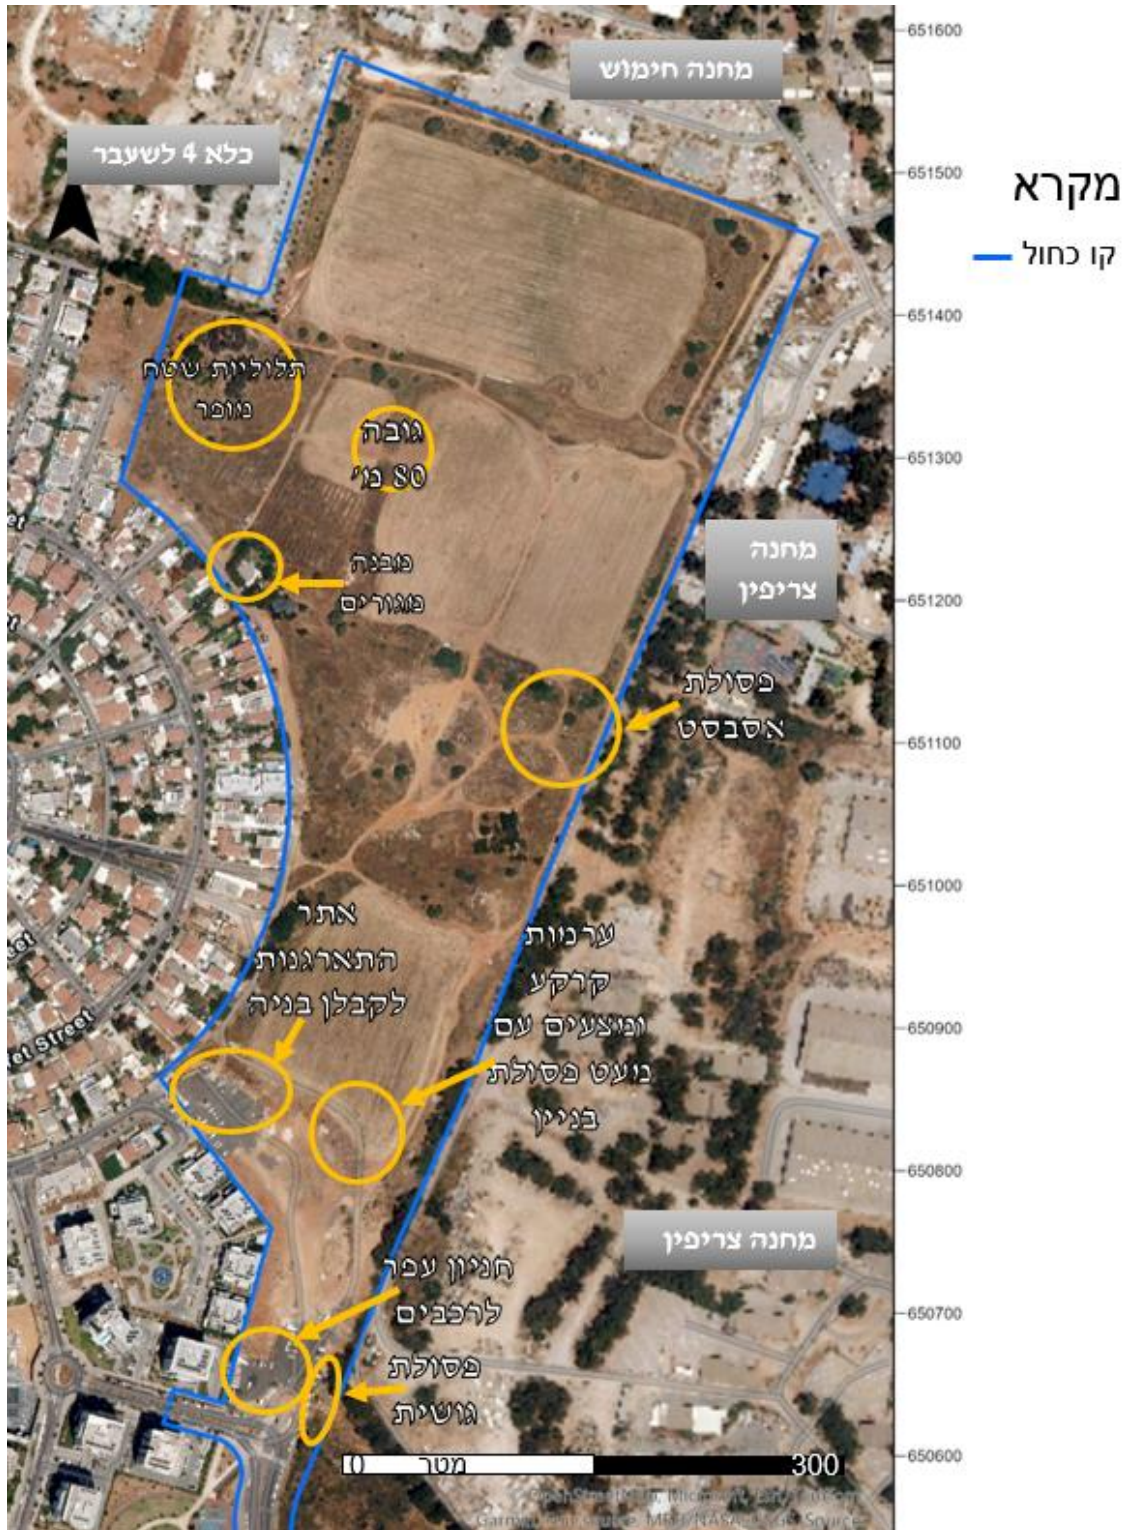 651600
מחנה חימוש
כלא 4 לשעבר
651500
מקרא
קו כחול
651400
תלוליות שטח
מופר
גובה
80 מ'
651300
מחנה
צריפין
מבנה
מגורים
651200
פסולת
אסבסט
651100
651000
אתר
התארגנות
לקבלן בניה
ערמות
קרקע
ומצעים עם
מעט פסולת
בניין
650900
Street
650800
מחנה צריפין
חניון עפר
לרכבים
650700
פסולת
גושית
650600
0 מטר 300